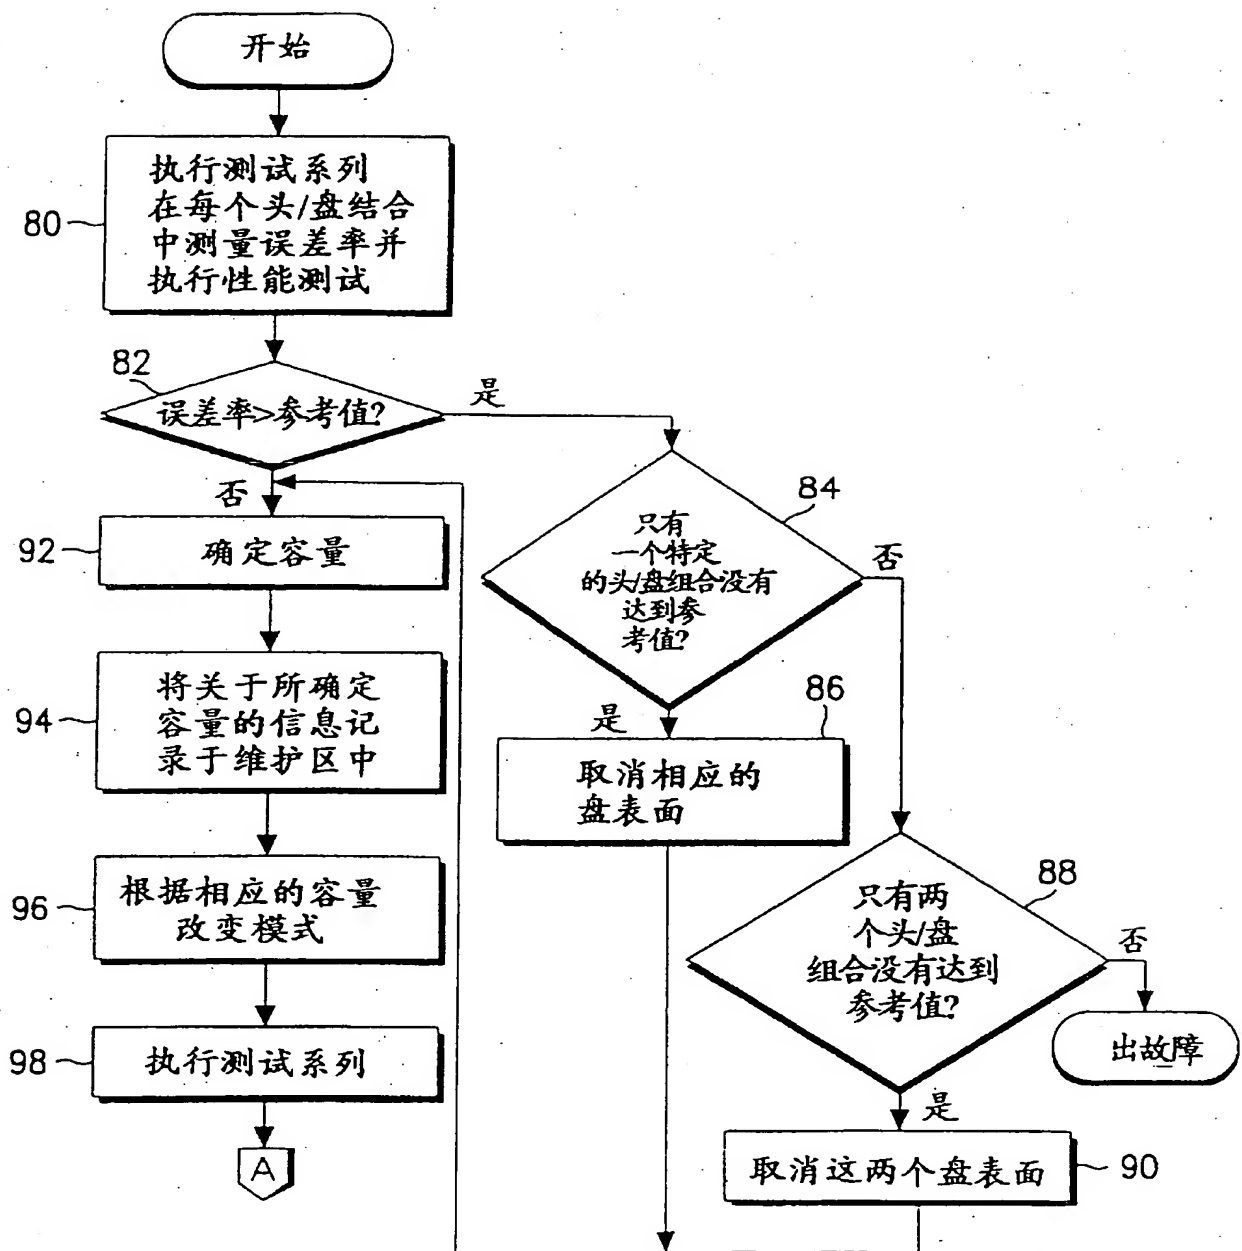 开始
执行测试系列
在每个头/盘结合
中测量误差率并
执行性能测试
80
82
误差率>参考值?
是
否
84
只有
一个特定
的头/盘组合没有
达到参
考值?
否
92
确定容量
94
将关于所确定
容量的信息记
录于维护区中
86
是
取消相应的
盘表面
96
根据相应的容量
改变模式
88
只有两
个头/盘
组合没有达到
参考值?
否
出故障
98
执行测试系列
是
A
取消这两个盘表面
90